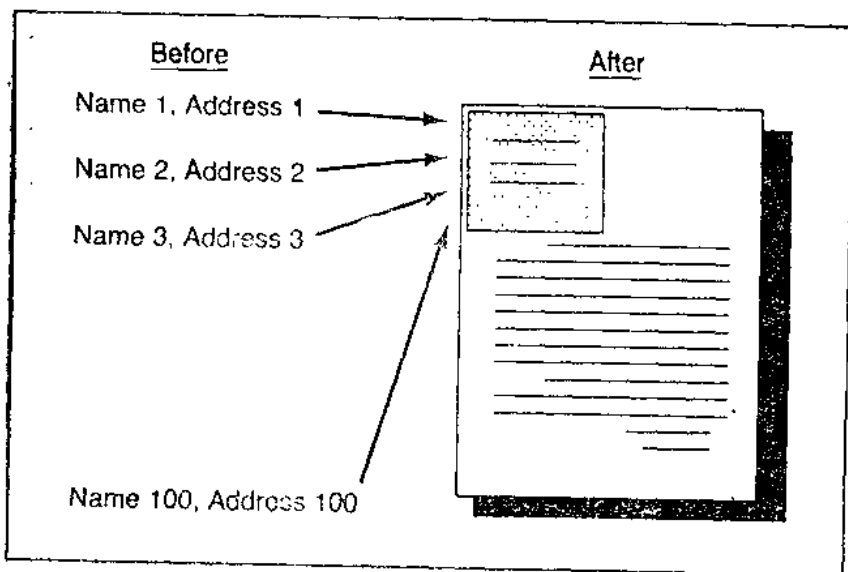 Before
After
Name 1, Address 1
Name 2, Address 2
Name 3, Address 3
Name 100, Address 100